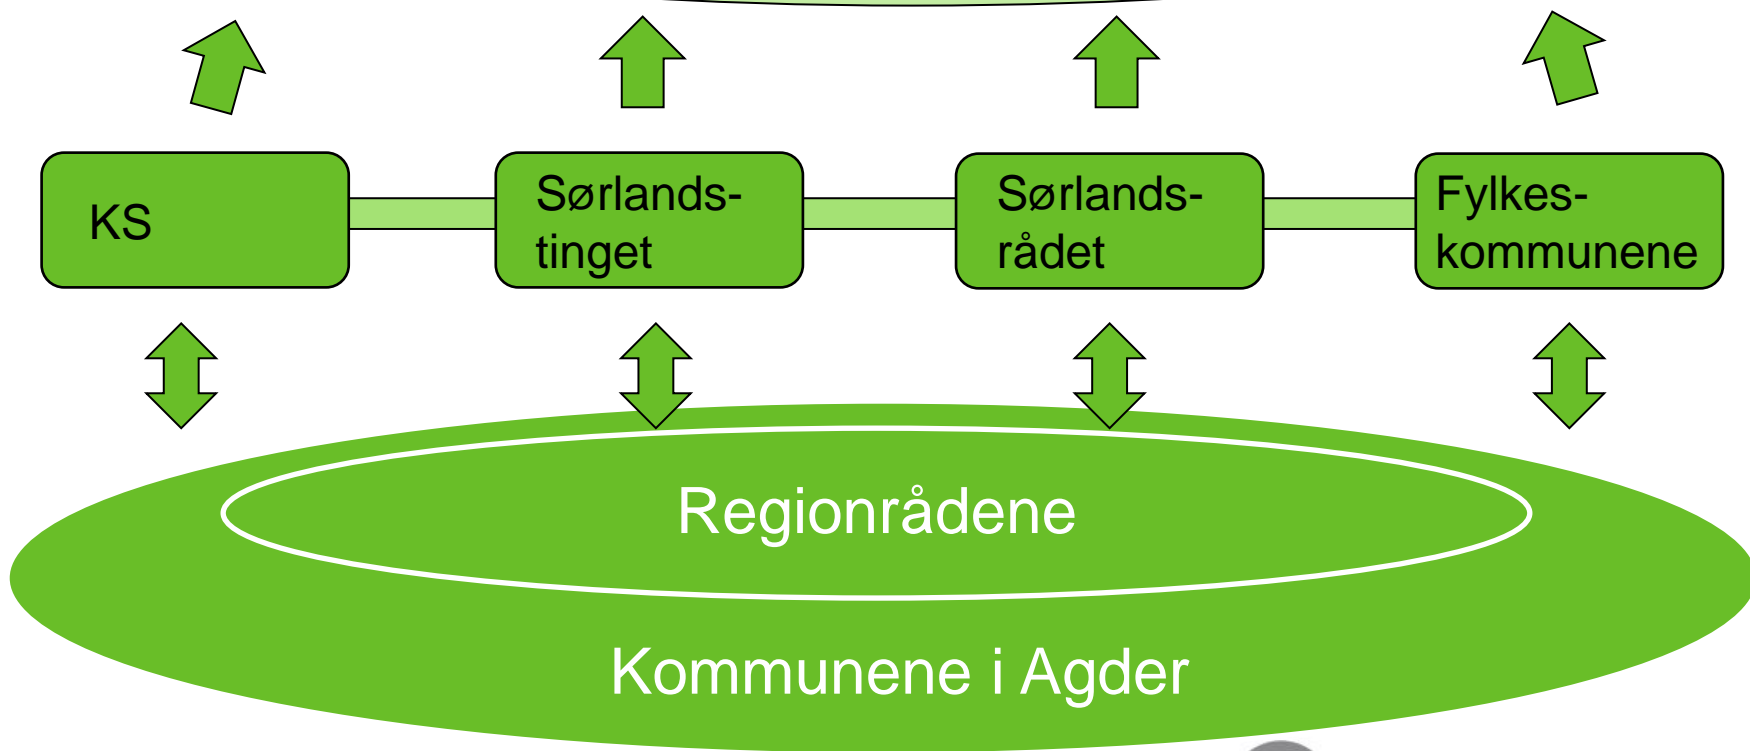 KS
Sørlands-
tinget
Sørlands-
rådet
Fylkes-
kommunene
Regionrådene
Kommunene i Agder